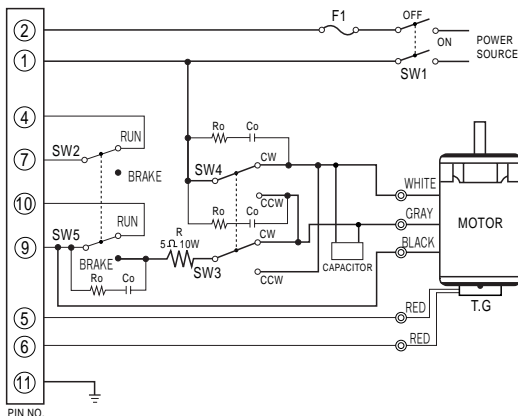 F1
OFF
ON
POWER
SOURCE
SW1
2
1
4
7
10
9
5
6
11
PIN NO.
SW2
RUN
BRAKE
SW5
RUN
BRAKE
Ro
Co
R
5Ω 10W
SW3
Ro
Co
SW4
CW
CCW
Ro
Co
CW
CCW
CAPACITOR
WHITE
GRAY
BLACK
RED
RED
MOTOR
T.G